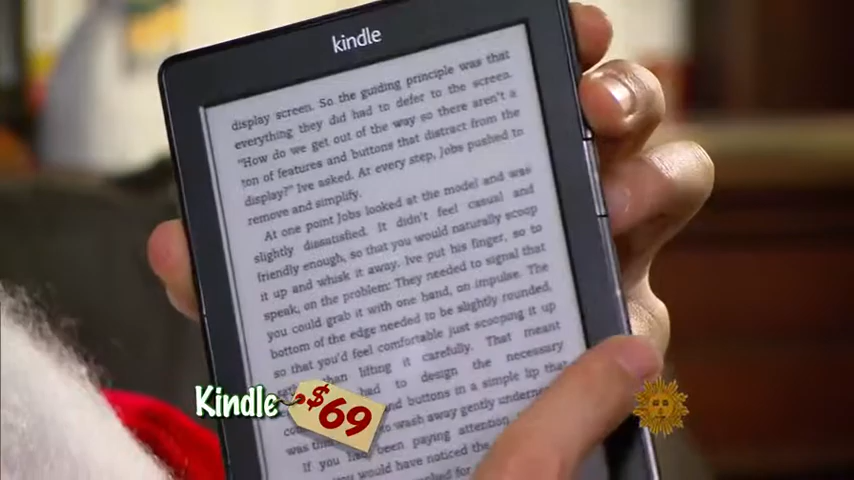 kindle
display screen. So the guiding principle was that
everything they did had to defer to the screen.
"How do we get out of the way so there aren't a
ton of features and buttons that distract from the
display?" Ive asked. At every step, Jobs pushed to
remove and simplify.
At one point Jobs looked at the model and was
slightly dissatisfied. It didn't feel casual and
friendly enough, so that you would naturally scoop
it up and whisk it away. Ive put his finger, so to
speak, on the problem: They needed to signal that
you could grab it with one hand, on impulse. The
bottom of the edge needed to be slightly rounded,
so that you'd feel comfortable just scooping it up
than lifting it carefully. That meant
had to design the necessary
and buttons in a simple lip that
to wash away gently
was
If you been paying attention
you would have noticed the
Kindle $69